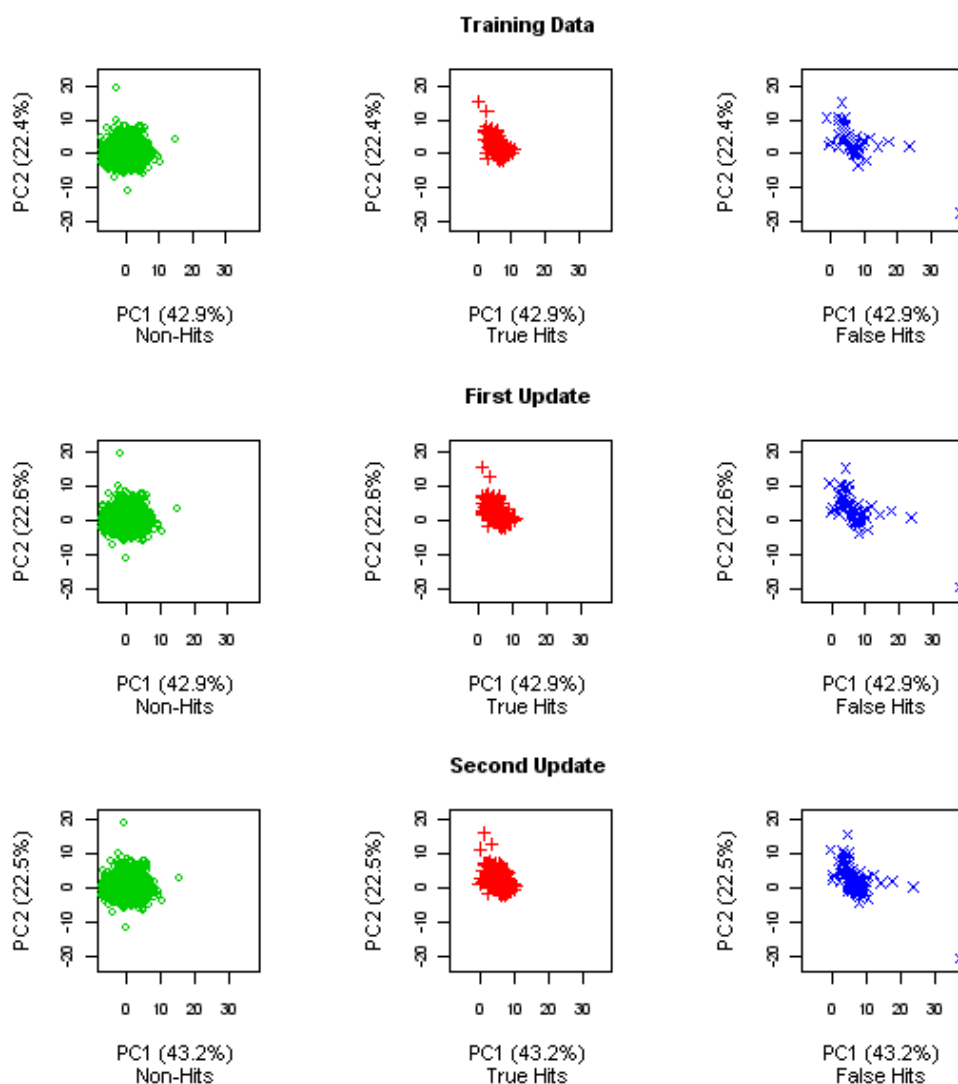 Training Data
PC2 (22.4%)
20
10
0
-10
-20
0 10 20 30
PC1 (42.9%)
Non-Hits
PC2 (22.4%)
20
10
0
-10
-20
0 10 20 30
PC1 (42.9%)
True Hits
PC2 (22.4%)
20
10
0
-10
-20
0 10 20 30
PC1 (42.9%)
False Hits
First Update
PC2 (22.6%)
20
10
0
-10
-20
0 10 20 30
PC1 (42.9%)
Non-Hits
PC2 (22.6%)
20
10
0
-10
-20
0 10 20 30
PC1 (42.9%)
True Hits
PC2 (22.6%)
20
10
0
-10
-20
0 10 20 30
PC1 (42.9%)
False Hits
Second Update
PC2 (22.5%)
20
10
0
-10
-20
0 10 20 30
PC1 (43.2%)
Non-Hits
PC2 (22.5%)
20
10
0
-10
-20
0 10 20 30
PC1 (43.2%)
True Hits
PC2 (22.5%)
20
10
0
-10
-20
0 10 20 30
PC1 (43.2%)
False Hits